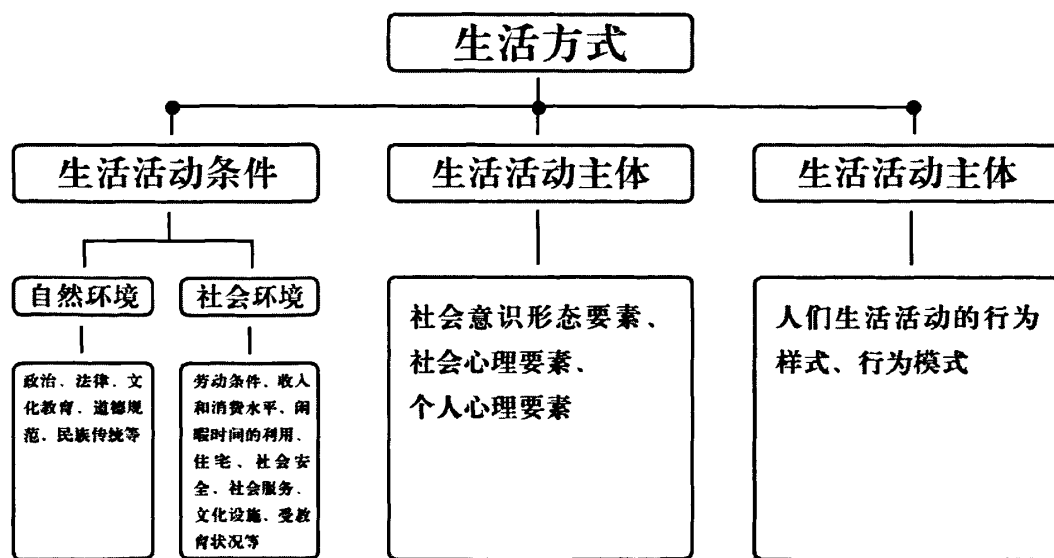 生活方式
生活活动条件
生活活动主体
生活活动主体
自然环境
社会环境
政治、法律、文
化教育、道德规
范、民族传统等
劳动条件、收入
和消费水平、闲
暇时间的利用、
住宅、社会安
全、社会服务、
文化设施、受教
育状况等
社会意识形态要素、
社会心理要素、
个人心理要素
人们生活活动的行为
样式、行为模式